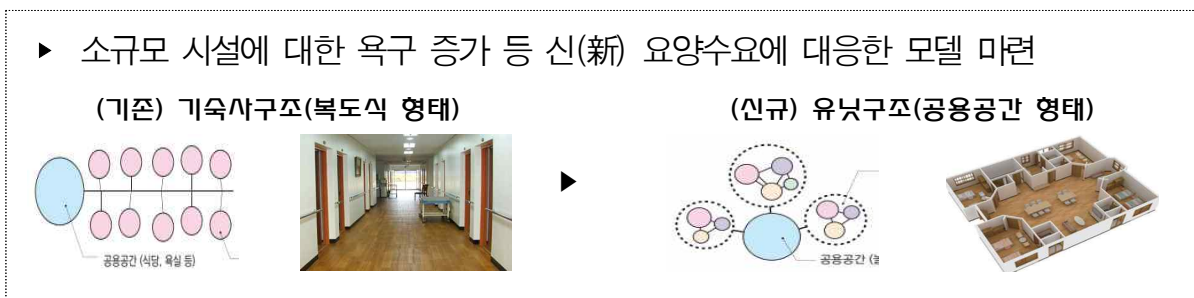 ▶ 소규모 시설에 대한 욕구 증가 등 신(新) 요양수요에 대응한 모델 마련
(기존) 기숙사구조(복도식 형태)
(신규) 유닛구조(공용공간 형태)
▶
공용공간 (식당, 욕실 등)
공용공간 (